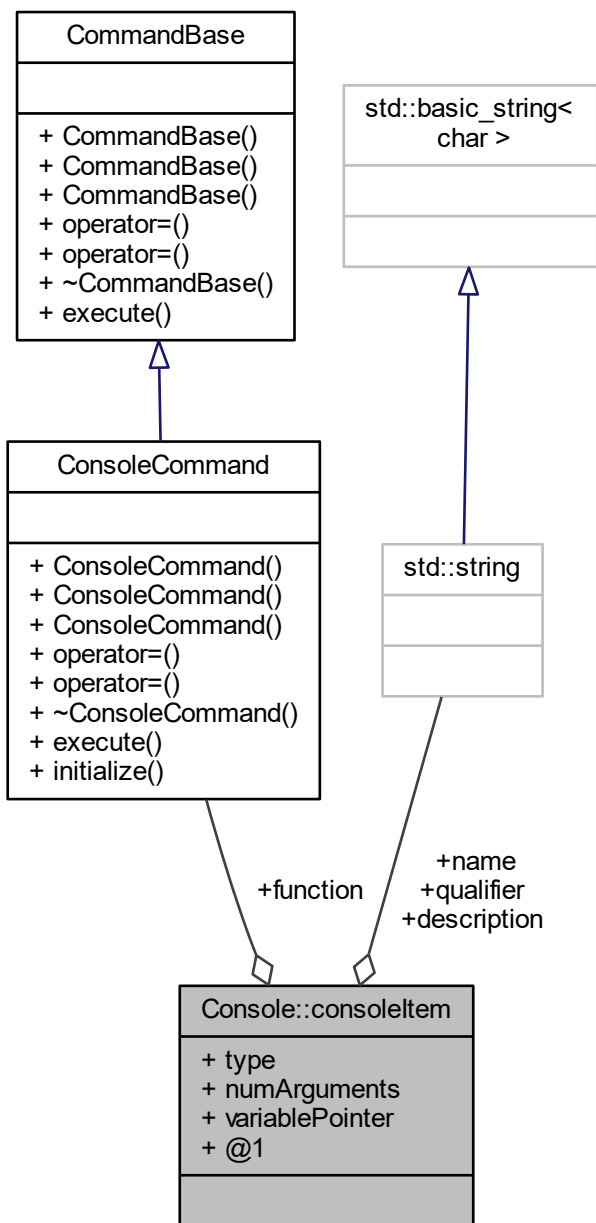 CommandBase
+ CommandBase()
+ CommandBase()
+ CommandBase()
+ operator=()
+ operator=()
+ ~CommandBase()
+ execute()
std::basic_string<
char >
ConsoleCommand
+ ConsoleCommand()
+ ConsoleCommand()
+ ConsoleCommand()
+ operator=()
+ operator=()
+ ~ConsoleCommand()
+ execute()
+ initialize()
std::string
+function
+name
+qualifier
+description
Console::consoleItem
+ type
+ numArguments
+ variablePointer
+ @1